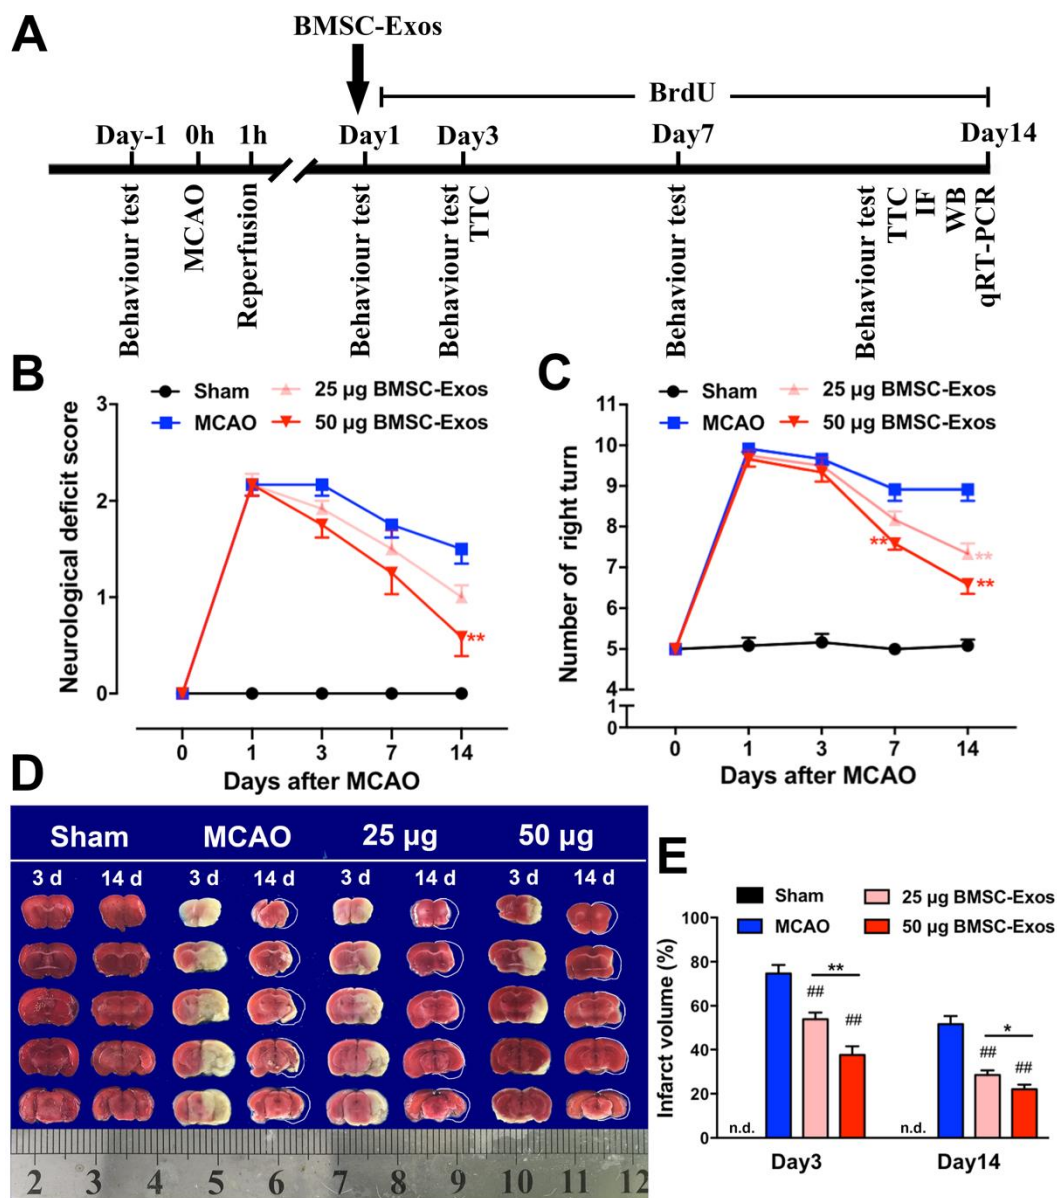 A
BMSC-Exos
BrdU
Day-1 0h 1h Day1 Day3 Day7 Day14
Behaviour test
MCAO
Reperfusion
Behaviour test
Behaviour test
TTC
Behaviour test
Behaviour test
TTC
IF
WB
qRT-PCR
B
Sham 25 µg BMSC-Exos
MCAO 50 µg BMSC-Exos
Neurological deficit score
3
2
1
0
**
0 1 3 7 14
Days after MCAO
C
Sham 25 µg BMSC-Exos
MCAO 50 µg BMSC-Exos
Number of right turn
11
10
9
8
7
6
5
4
1
0
**
**
**
0 1 3 7 14
Days after MCAO
D
Sham MCAO 25 µg 50 µg
3 d 14 d 3 d 14 d 3 d 14 d 3 d 14 d
2 3 4 5 6 7 8 9 10 11 12
E
Sham 25 µg BMSC-Exos
MCAO 50 µg BMSC-Exos
Infarct volume (%)
100
80
60
40
20
0
n.d. ## ## **
n.d. ## ## *
Day3 Day14